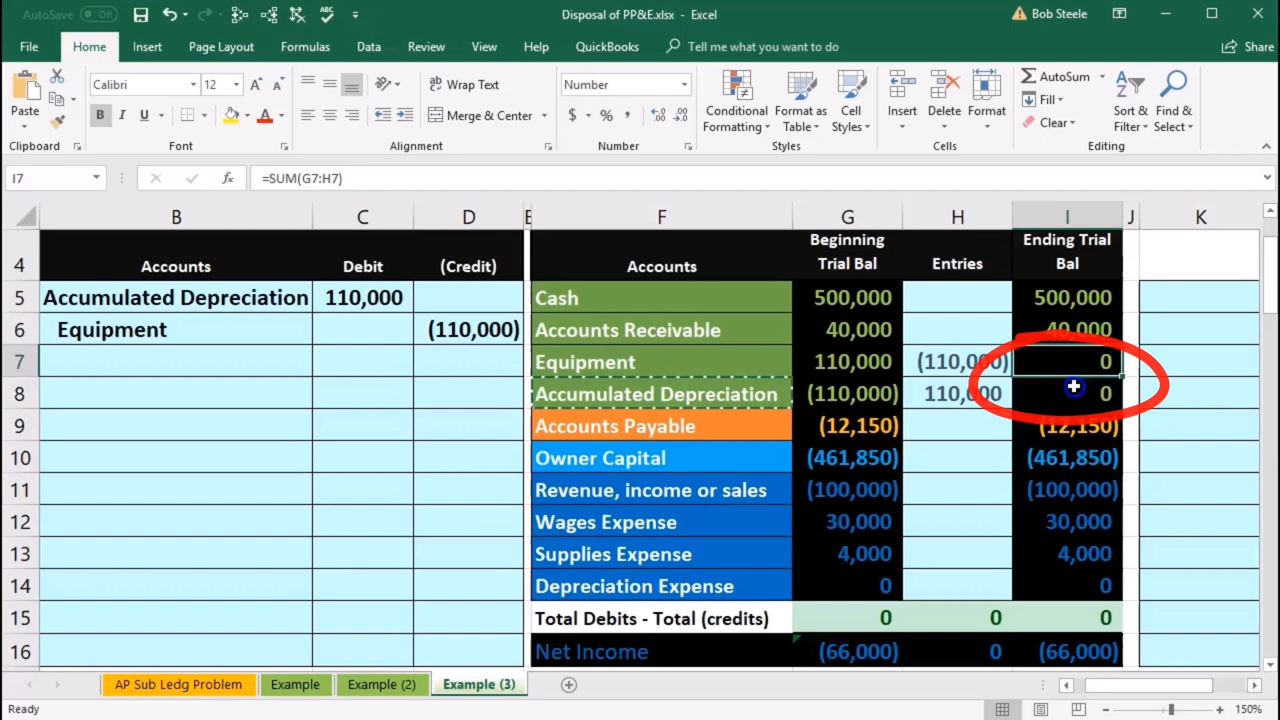 AutoSave Off
Disposal of PP&E.xlsx - Excel
Bob Steele
File Home Insert Page Layout Formulas Data Review View Help QuickBooks Tell me what you want to do Share
Paste
Clipboard
Calibri 12
B I U
Font
Wrap Text
Merge & Center
Alignment
Number
$ % ,
Number
Conditional Formatting
Format as Table
Cell Styles
Styles
Insert Delete Format
Cells
AutoSum
Fill
Clear
Sort & Filter
Find & Select
Editing
I7 fx =SUM(G7:H7)
B C D E F G H I J K
4 Accounts Debit (Credit) Accounts Beginning Trial Bal Entries Ending Trial Bal
5 Accumulated Depreciation 110,000 Cash 500,000 500,000
6 Equipment (110,000) Accounts Receivable 40,000 40,000
7 Equipment 110,000 (110,000) 0
8 Accumulated Depreciation (110,000) 110,000 0
9 Accounts Payable (12,150) (12,150)
10 Owner Capital (461,850) (461,850)
11 Revenue, income or sales (100,000) (100,000)
12 Wages Expense 30,000 30,000
13 Supplies Expense 4,000 4,000
14 Depreciation Expense 0 0
15 Total Debits - Total (credits) 0 0 0
16 Net Income (66,000) 0 (66,000)
AP Sub Ledg Problem Example Example (2) Example (3)
Ready 150%